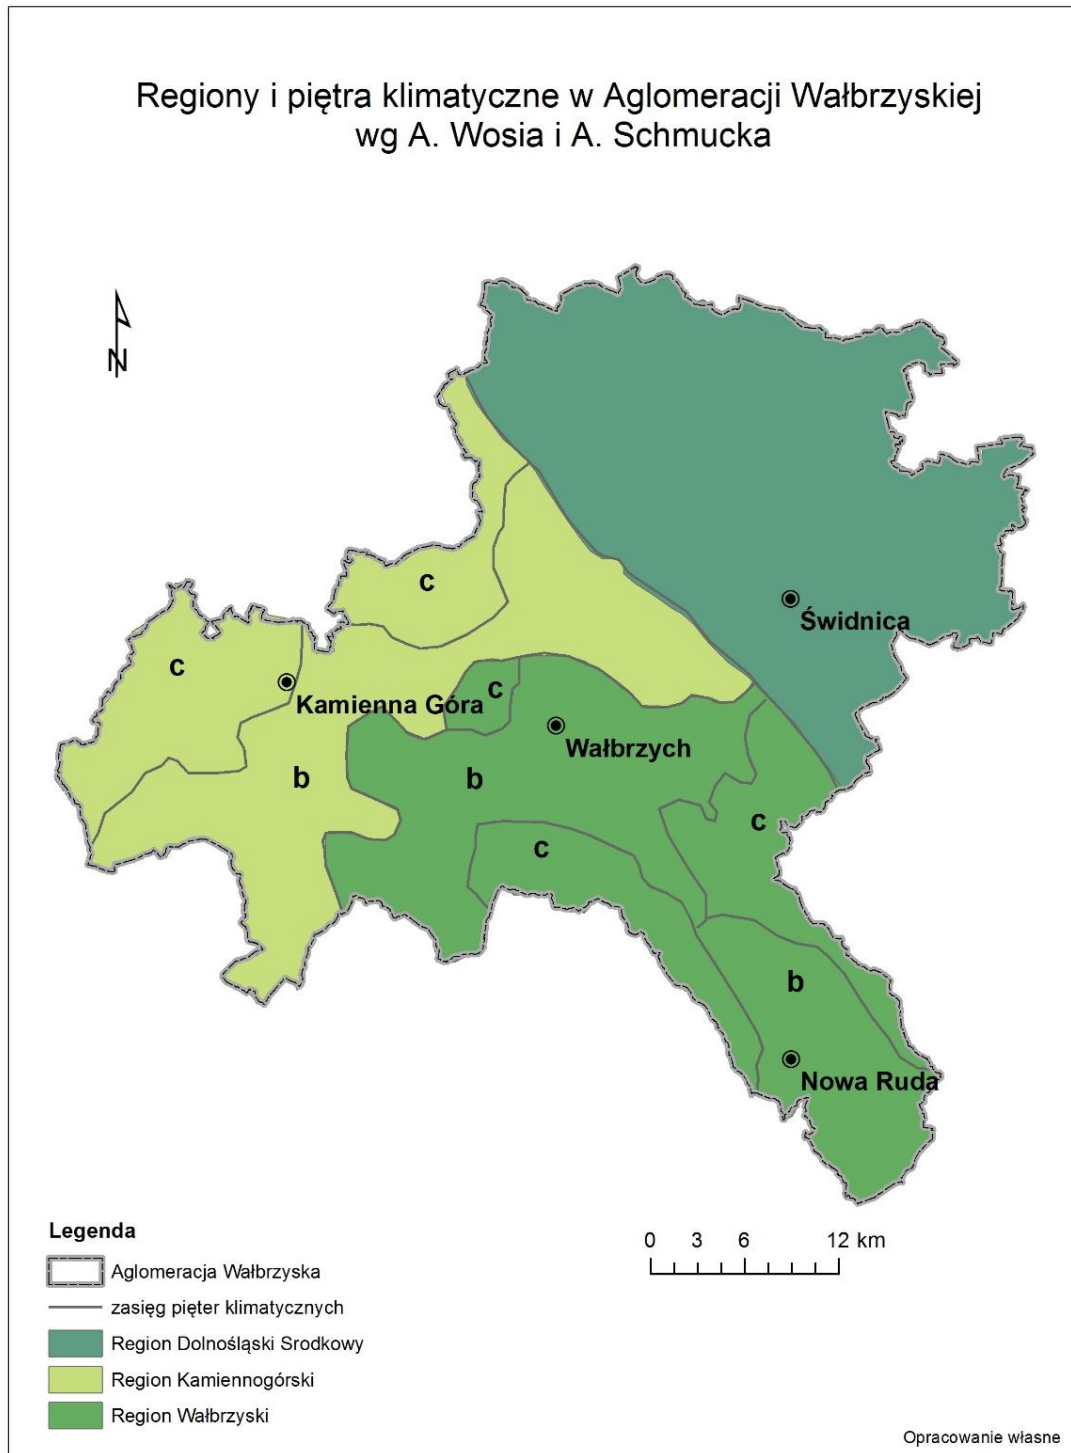 Regiony i piętra klimatyczne w Aglomeracji Wałbrzyskiej
wg A. Wosia i A. Schmucka
N
c
Świdnica
c
c
Kamienna Góra
Wałbrzych
b
b
c
c
b
Nowa Ruda
Legenda
Aglomeracja Wałbrzyska
zasięg pięter klimatycznych
Region Dolnośląski Srodkowy
Region Kamiennogórski
Region Wałbrzyski
0 3 6 12 km
Opracowanie własne